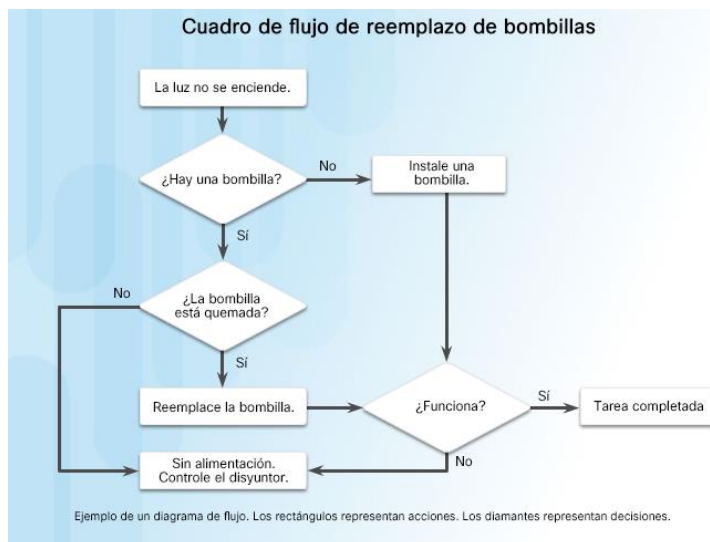 Cuadro de flujo de reemplazo de bombillas
La luz no se enciende.
¿Hay una bombilla?
No
Instale una
bombilla.
Sí
No
¿La bombilla
está quemada?
Sí
Reemplace la bombilla.
¿Funciona?
Sí
Tarea completada
No
Sin alimentación.
Controle el disyuntor.
Ejemplo de un diagrama de flujo. Los rectángulos representan acciones. Los diamantes representan decisiones.